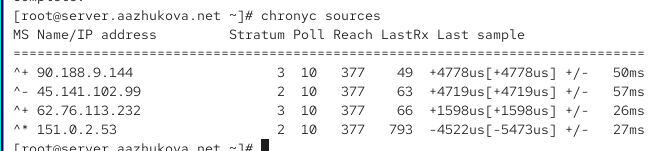 [root@server.aazhukova.net ~]# chronyc sources
MS Name/IP address         Stratum Poll Reach LastRx Last sample
===============================================================================
^+ 90.188.9.144                  3  10   377    49  +4778us[+4778us] +/-   50ms
^- 45.141.102.99                 2  10   377    63  +4719us[+4719us] +/-   57ms
^+ 62.76.113.232                 3  10   377    66  +1598us[+1598us] +/-   26ms
^* 151.0.2.53                    2  10   377   793  -4522us[-5473us] +/-   27ms
[root@server.aazhukova.net ~]#